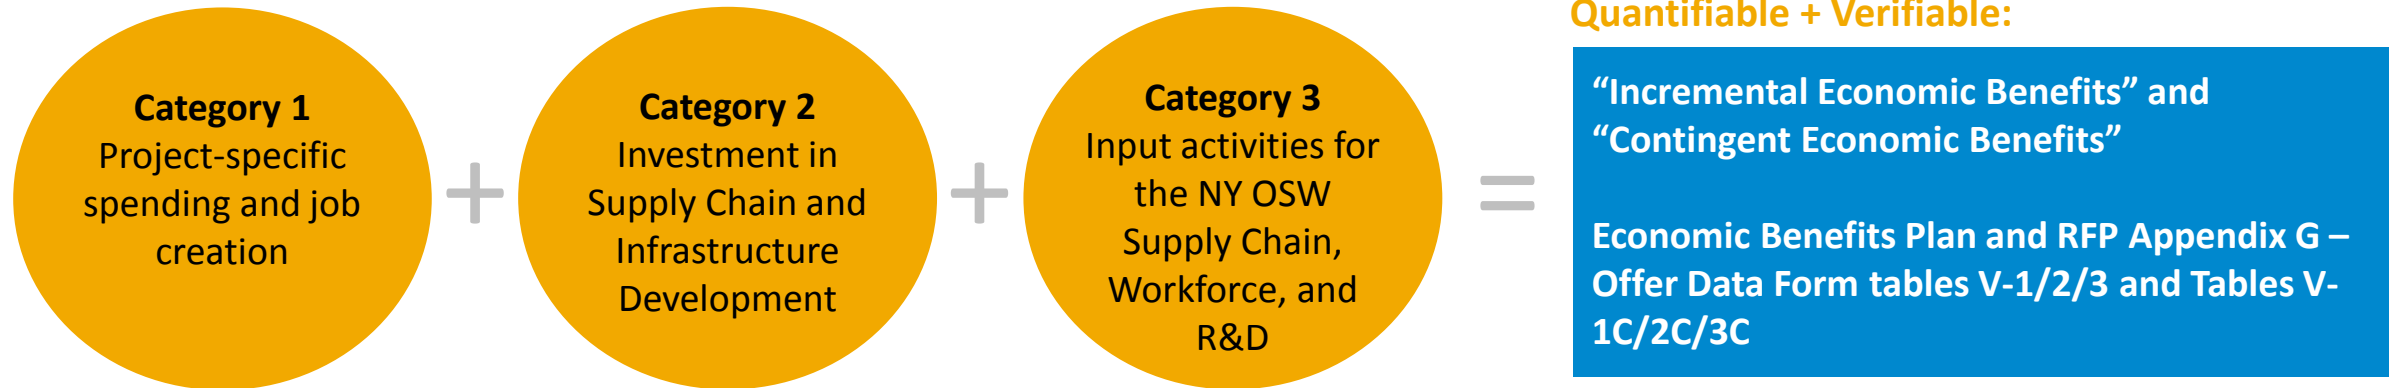 Category 1
Project-specific
spending and job
creation
+
Category 2
Investment in
Supply Chain and
Infrastructure
Development
+
Category 3
Input activities for
the NY OSW
Supply Chain,
Workforce, and
R&D
=
Quantifiable + Verifiable:
“Incremental Economic Benefits” and
“Contingent Economic Benefits”
Economic Benefits Plan and RFP Appendix G –
Offer Data Form tables V-1/2/3 and Tables V-
1C/2C/3C